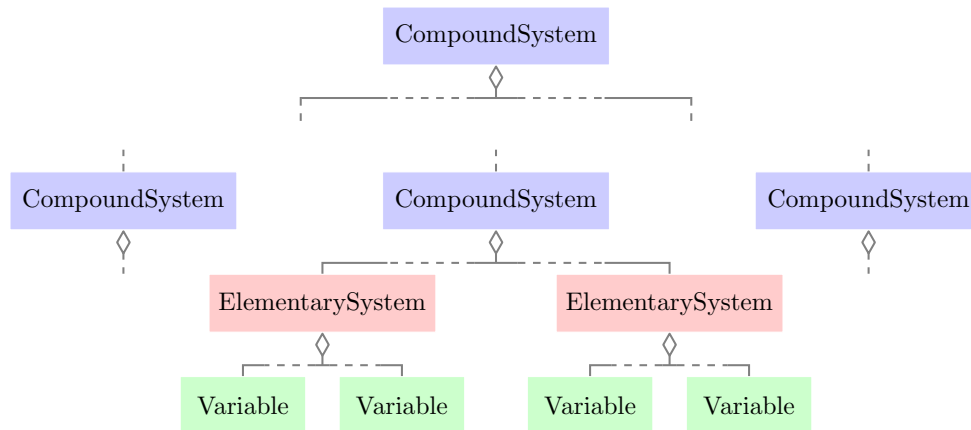 CompoundSystem
CompoundSystem CompoundSystem CompoundSystem
ElementarySystem ElementarySystem
Variable Variable Variable Variable